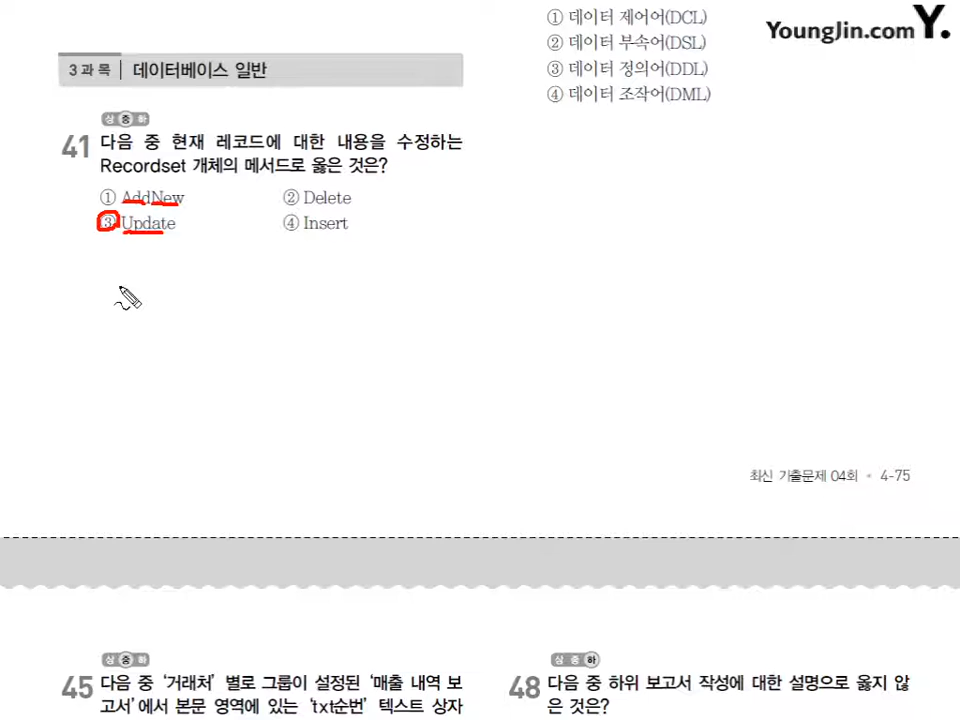 ① 데이터 제어어(DCL)
② 데이터 부속어(DSL)
③ 데이터 정의어(DDL)
④ 데이터 조작어(DML)
YoungJin.com Y.
3과목 | 데이터베이스 일반
상 중 하
41 다음 중 현재 레코드에 대한 내용을 수정하는
Recordset 개체의 메서드로 옳은 것은?
① AddNew ② Delete
③ Update ④ Insert
최신 기출문제 04회 • 4-75
상 중 하
45 다음 중 ‘거래처’ 별로 그룹이 설정된 ‘매출 내역 보
고서’에서 본문 영역에 있는 ‘txt순번’ 텍스트 상자
상 중 하
48 다음 중 하위 보고서 작성에 대한 설명으로 옳지 않
은 것은?